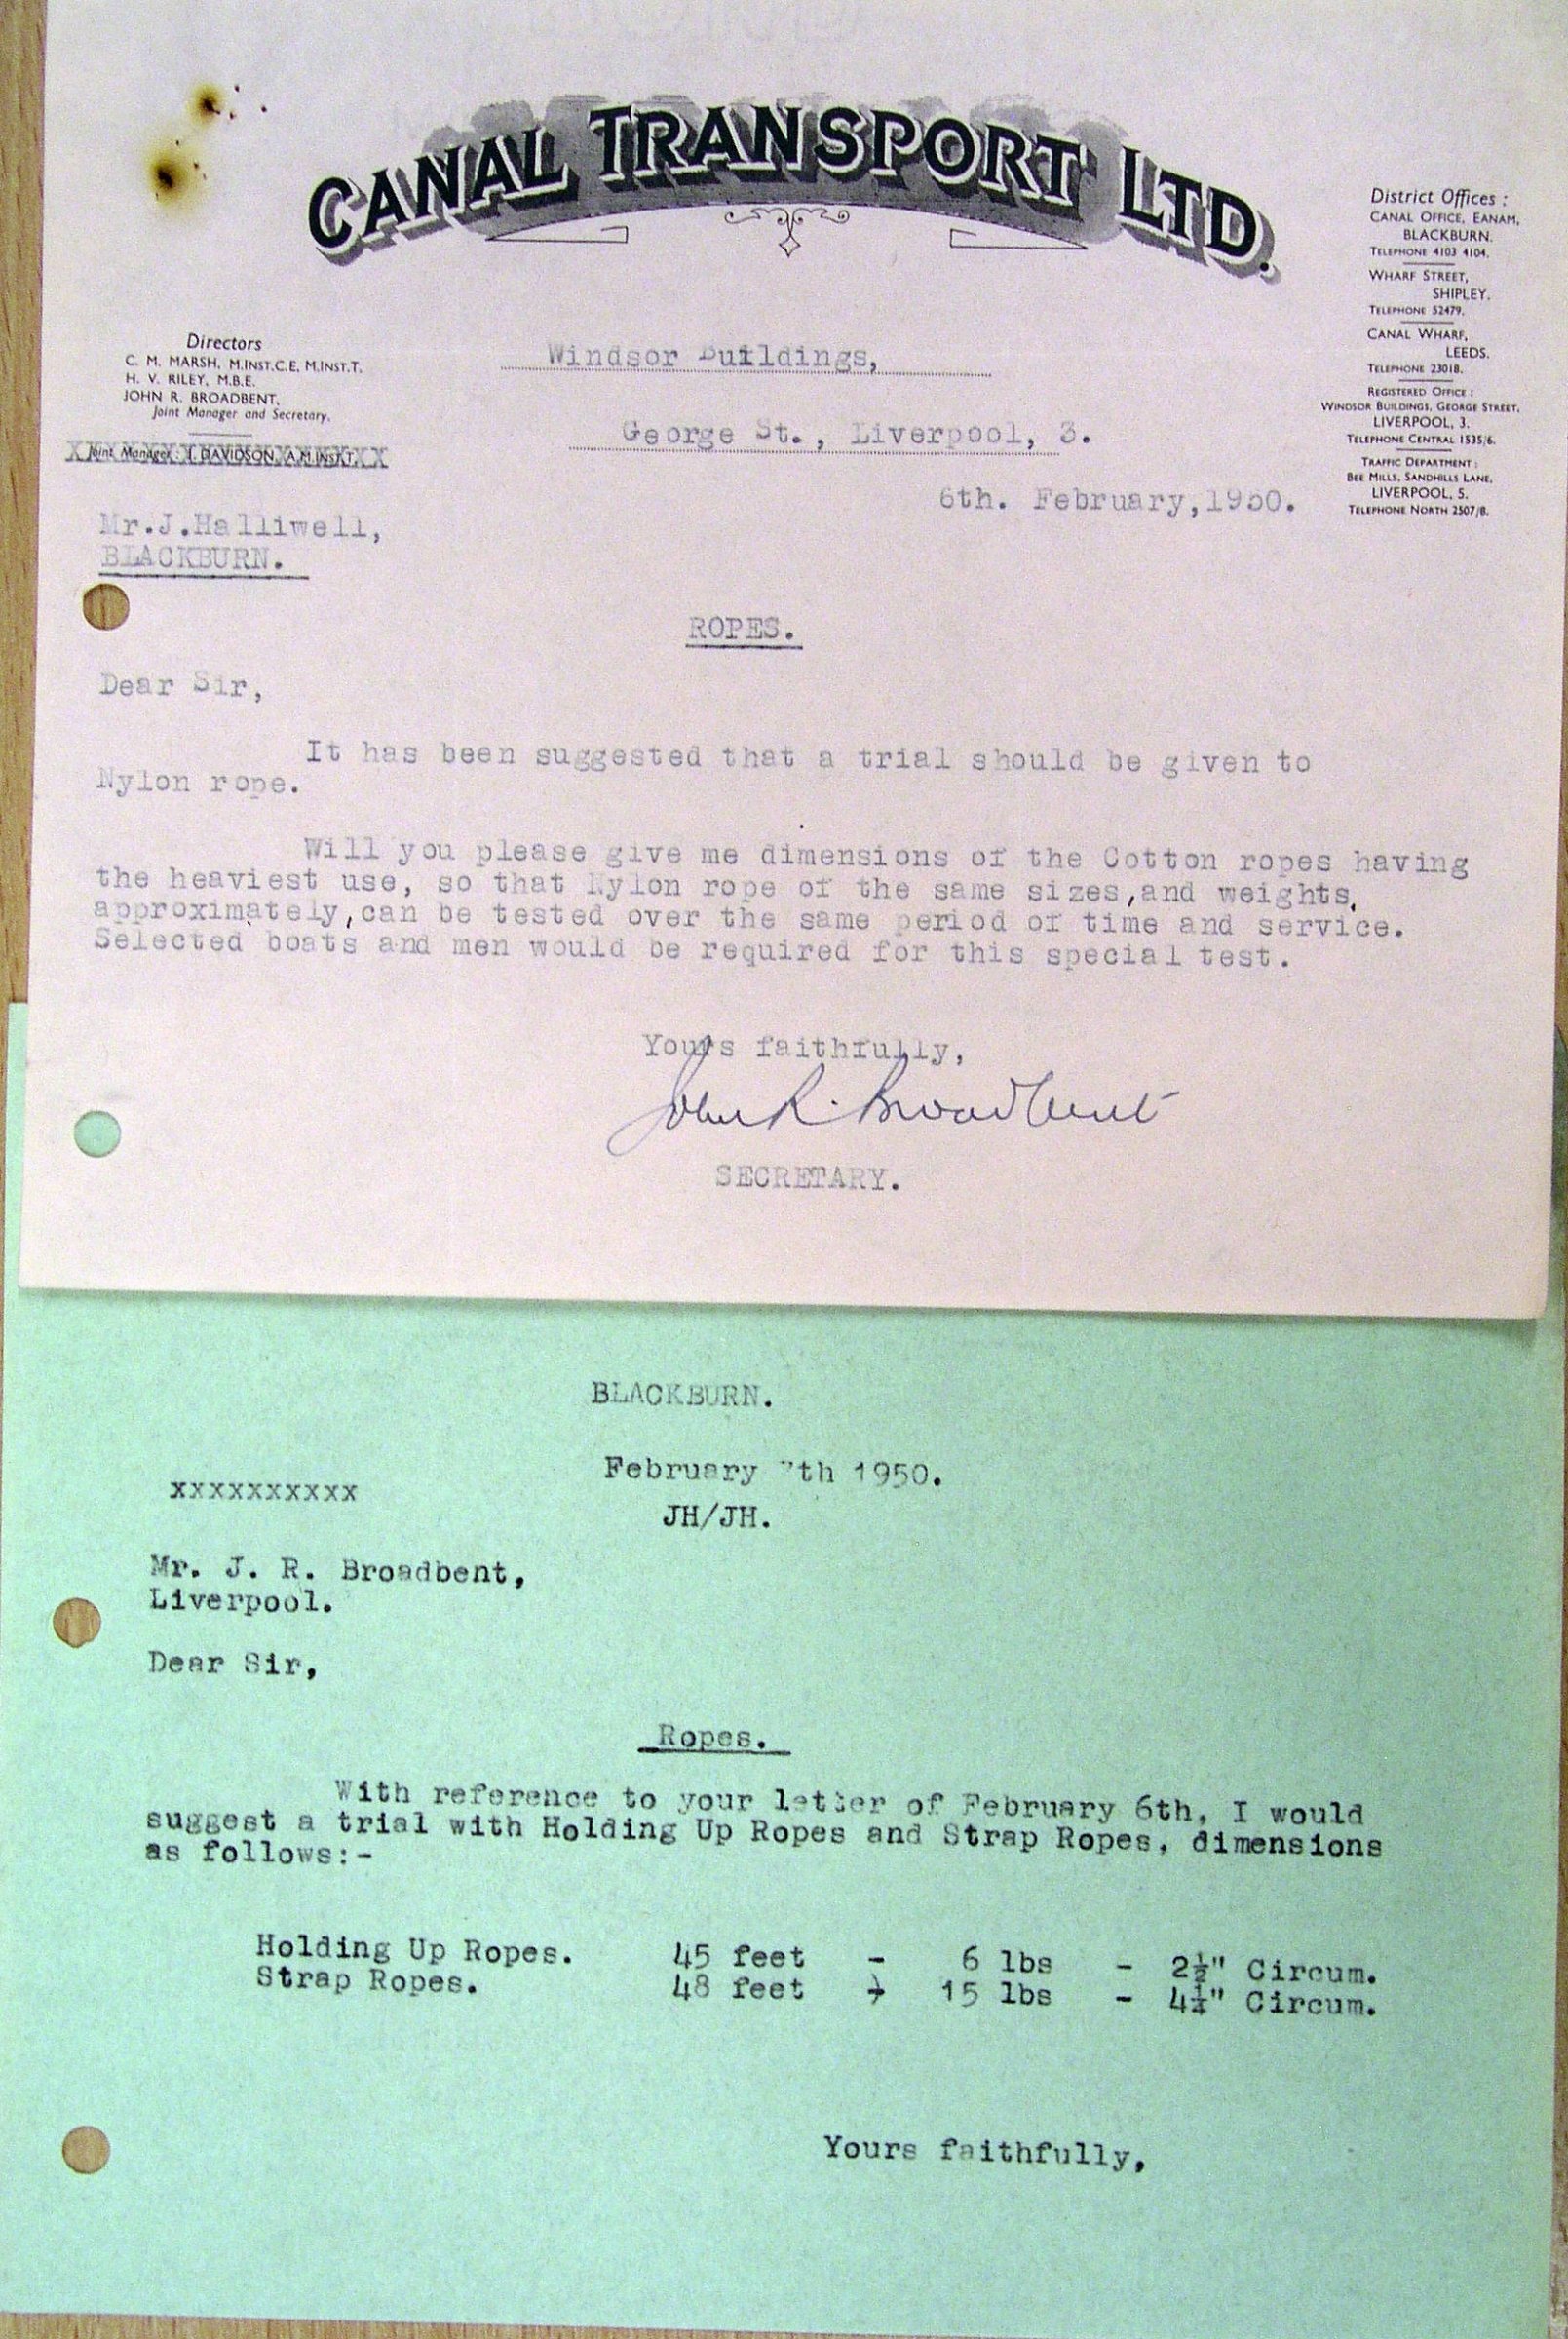 CANAL TRANSPORT LTD.
District Offices :
CANAL OFFICE, EANAM,
BLACKBURN.
TELEPHONE 4103 4104.
WHARF STREET,
SHIPLEY.
TELEPHONE 52479.
CANAL WHARF,
LEEDS.
TELEPHONE 23018.
REGISTERED OFFICE :
WINDSOR BUILDINGS, GEORGE STREET,
LIVERPOOL, 3.
TELEPHONE CENTRAL 1535/6.
TRAFFIC DEPARTMENT :
BEE MILLS, SANDHILLS LANE,
LIVERPOOL, 5.
TELEPHONE NORTH 2507/8.
Directors
C. M. MARSH, M.INST.C.E, M.INST.T.
H. V. RILEY, M.B.E.
JOHN R. BROADBENT,
Joint Manager and Secretary.
Joint Manager : J. DAVIDSON, A.M.INST.T.
Windsor Buildings,
George St., Liverpool, 3.
6th. February,1950.
Mr.J.Halliwell,
BLACKBURN.
ROPES.
Dear Sir,
It has been suggested that a trial should be given to
Nylon rope.
Will you please give me dimensions of the Cotton ropes having
the heaviest use, so that Nylon rope of the same sizes,and weights,
approximately,can be tested over the same period of time and service.
Selected boats and men would be required for this special test.
Yours faithfully,
John R. Broadbent
SECRETARY.
BLACKBURN.
February 7th 1950.
xxxxxxxxxx
JH/JH.
Mr. J. R. Broadbent,
Liverpool.
Dear Sir,
Ropes.
With reference to your letter of February 6th, I would
suggest a trial with Holding Up Ropes and Strap Ropes, dimensions
as follows:-
Holding Up Ropes. 45 feet - 6 lbs - 2½" Circum.
Strap Ropes. 48 feet - 15 lbs - 4¼" Circum.
Yours faithfully,